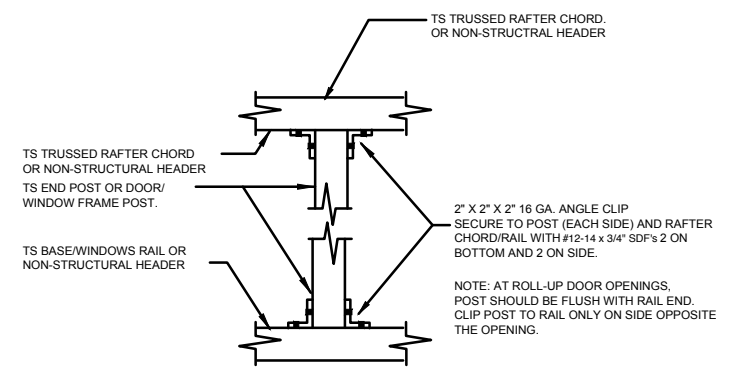 TS TRUSSED RAFTER CHORD.
OR NON-STRUCTRAL HEADER
TS TRUSSED RAFTER CHORD
OR NON-STRUCTURAL HEADER
TS END POST OR DOOR/
WINDOW FRAME POST.
TS BASE/WINDOWS RAIL OR
NON-STRUCTURAL HEADER
2" X 2" X 2" 16 GA. ANGLE CLIP
SECURE TO POST (EACH SIDE) AND RAFTER
CHORD/RAIL WITH #12-14 x 3/4" SDF's 2 ON
BOTTOM AND 2 ON SIDE.
NOTE: AT ROLL-UP DOOR OPENINGS,
POST SHOULD BE FLUSH WITH RAIL END.
CLIP POST TO RAIL ONLY ON SIDE OPPOSITE
THE OPENING.